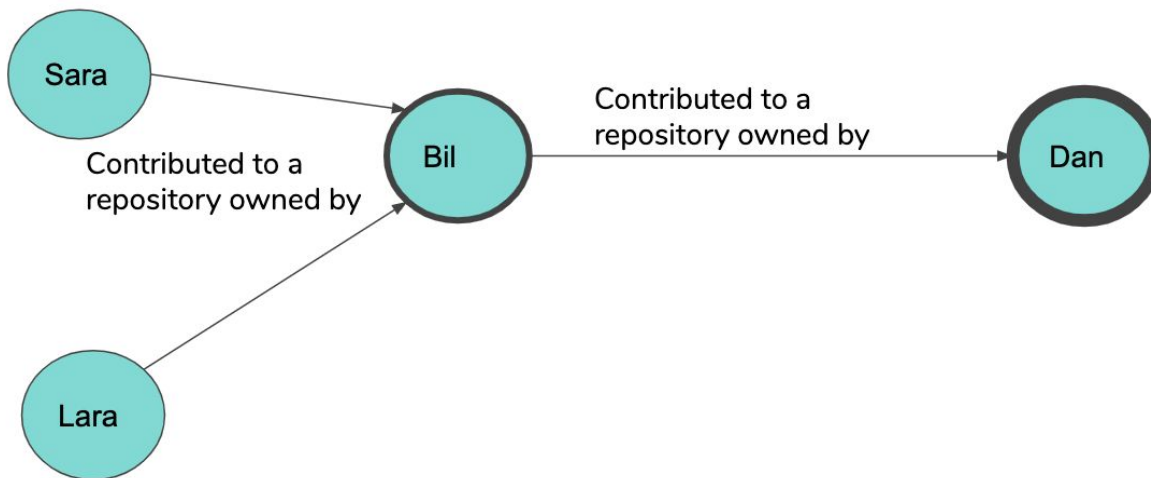 Sara
Contributed to a
repository owned by
Bil
Contributed to a
repository owned by
Dan
Lara